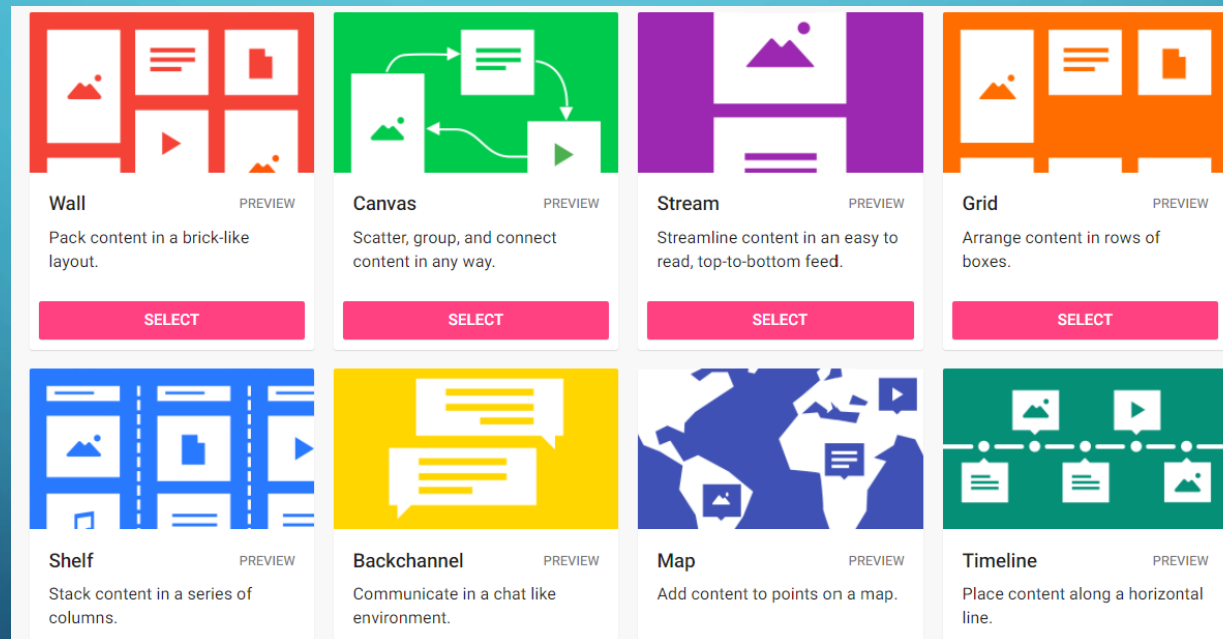 Wall PREVIEW
Pack content in a brick-like
layout.
SELECT
Canvas PREVIEW
Scatter, group, and connect
content in any way.
SELECT
Stream PREVIEW
Streamline content in an easy to
read, top-to-bottom feed.
SELECT
Grid PREVIEW
Arrange content in rows of
boxes.
SELECT
Shelf PREVIEW
Stack content in a series of
columns.
Backchannel PREVIEW
Communicate in a chat like
environment.
Map PREVIEW
Add content to points on a map.
Timeline PREVIEW
Place content along a horizontal
line.